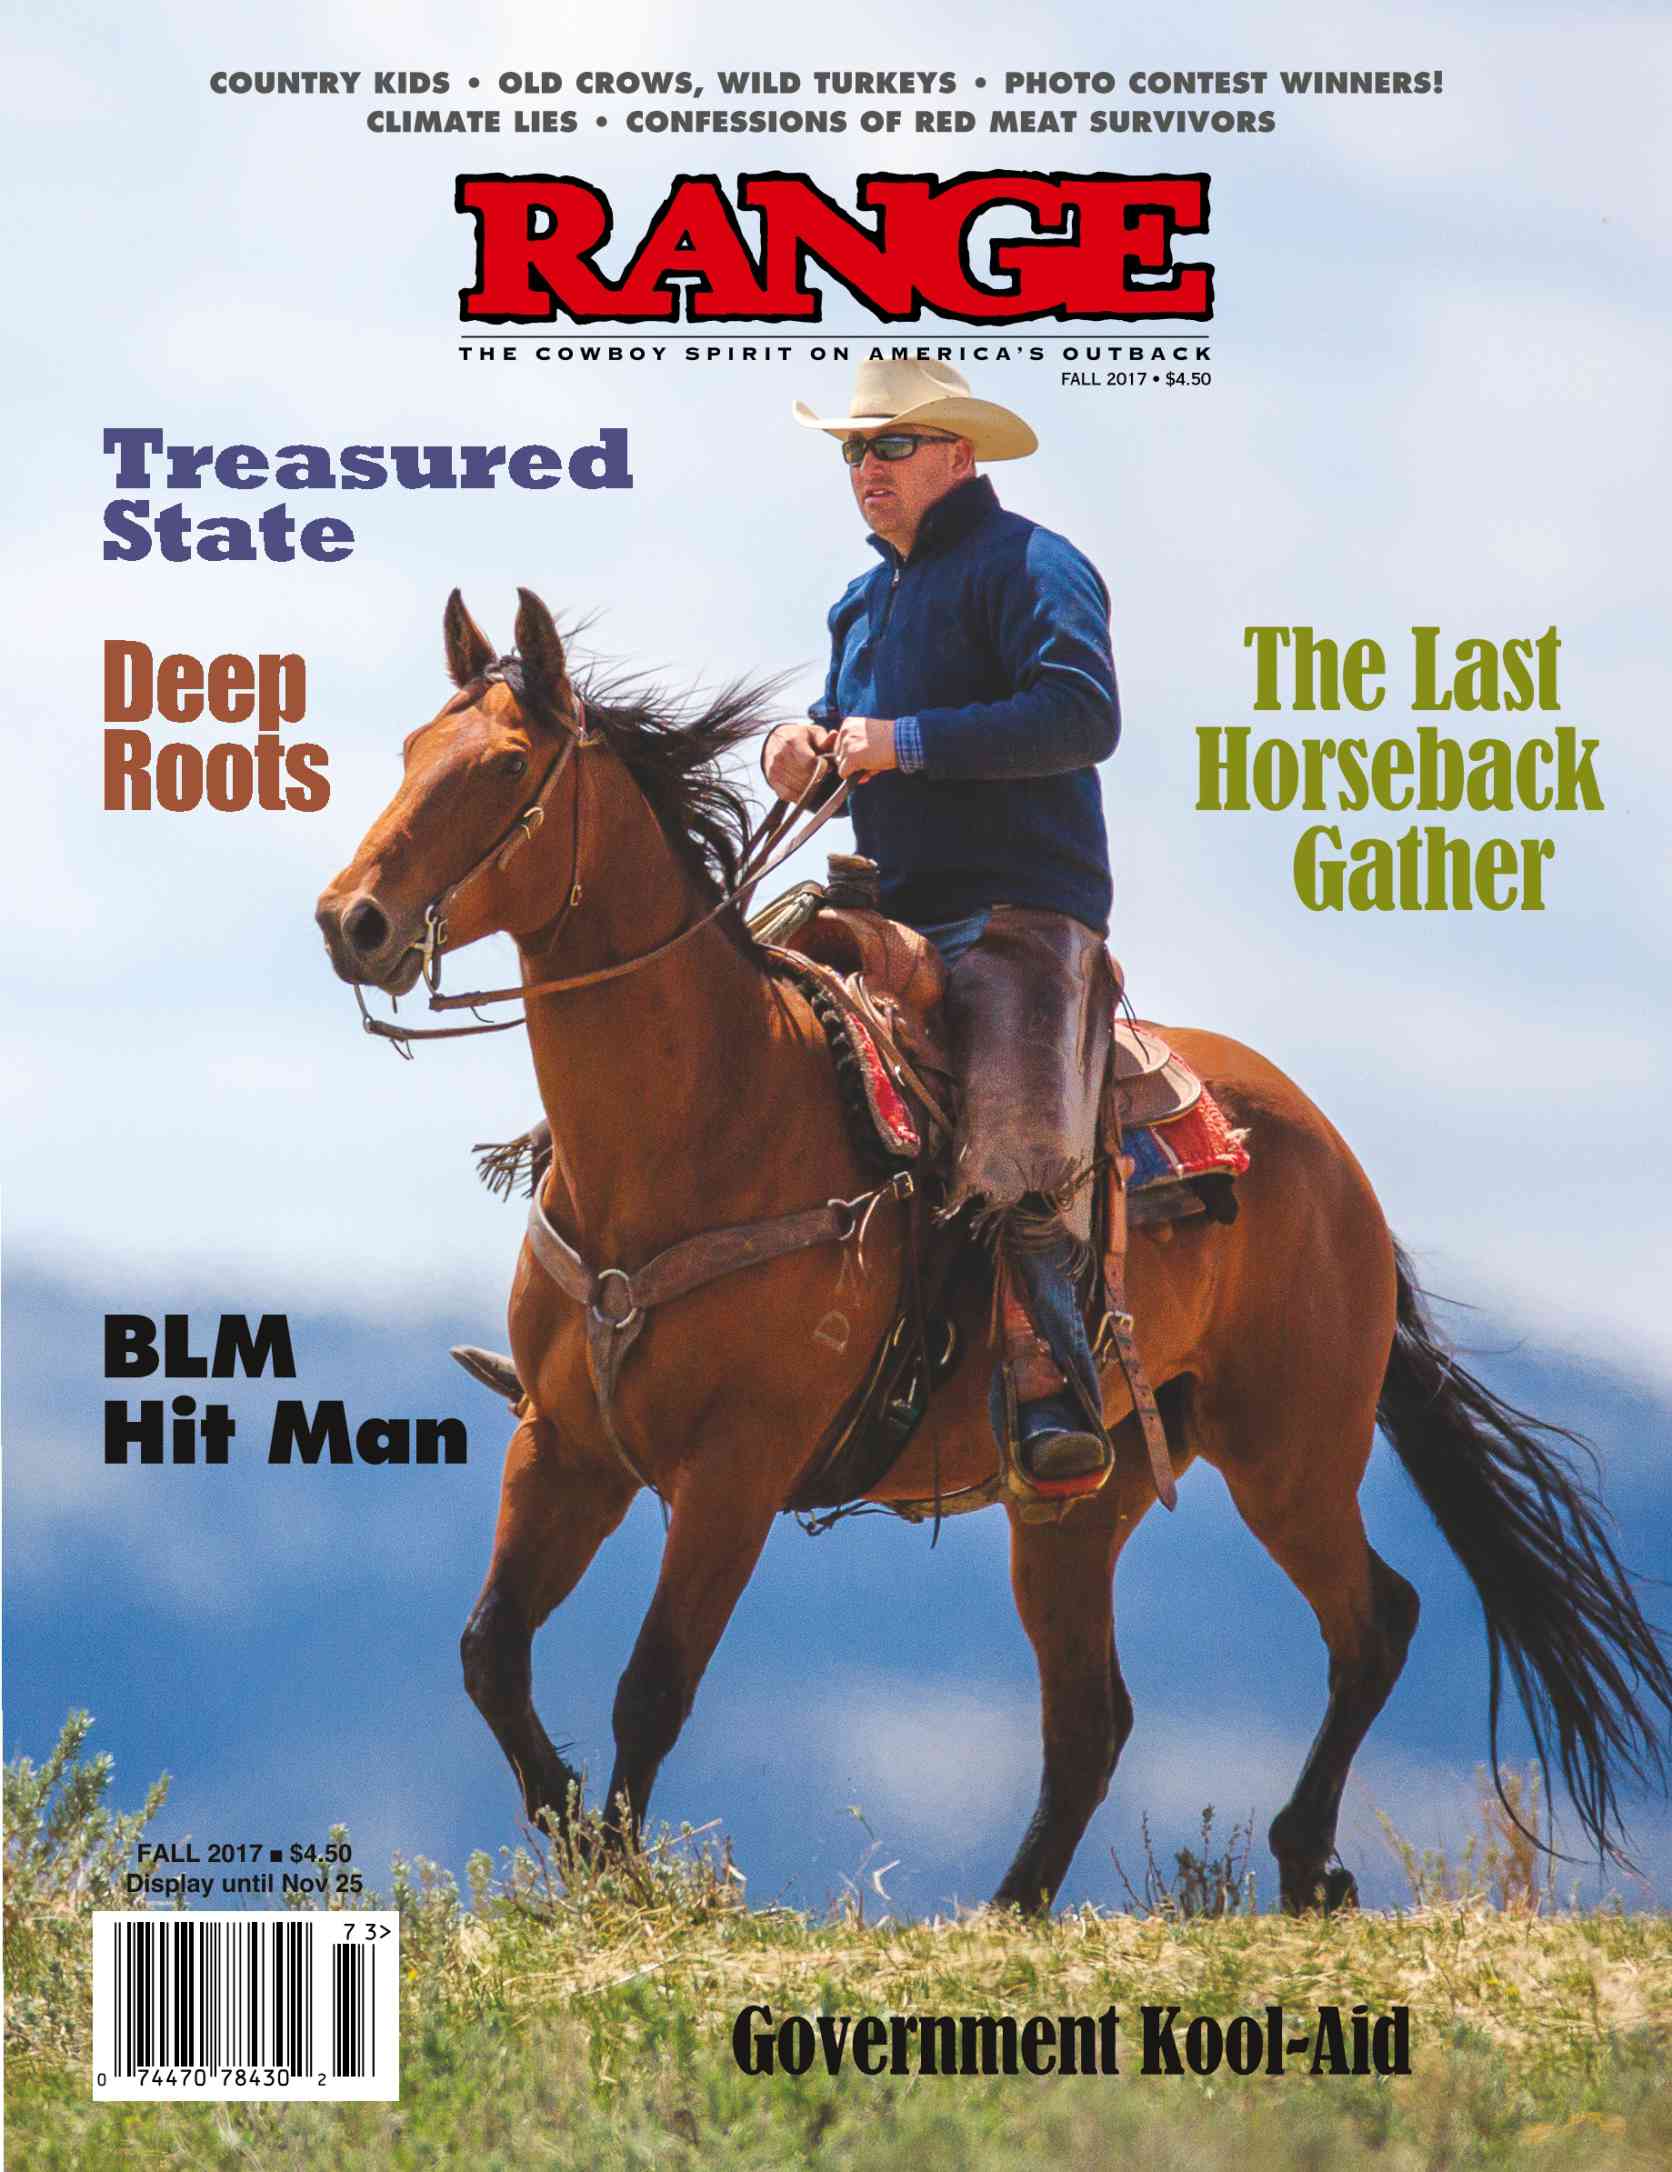 COUNTRY KIDS • OLD CROWS, WILD TURKEYS • PHOTO CONTEST WINNERS!
CLIMATE LIES • CONFESSIONS OF RED MEAT SURVIVORS
RANGE
THE COWBOY SPIRIT ON AMERICA'S OUTBACK
FALL 2017 • $4.50
Treasured
State
Deep
Roots
The Last
Horseback
Gather
BLM
Hit Man
FALL 2017 ■ $4.50
Display until Nov 25
7 3>
0 74470 78430 2
Government Kool-Aid